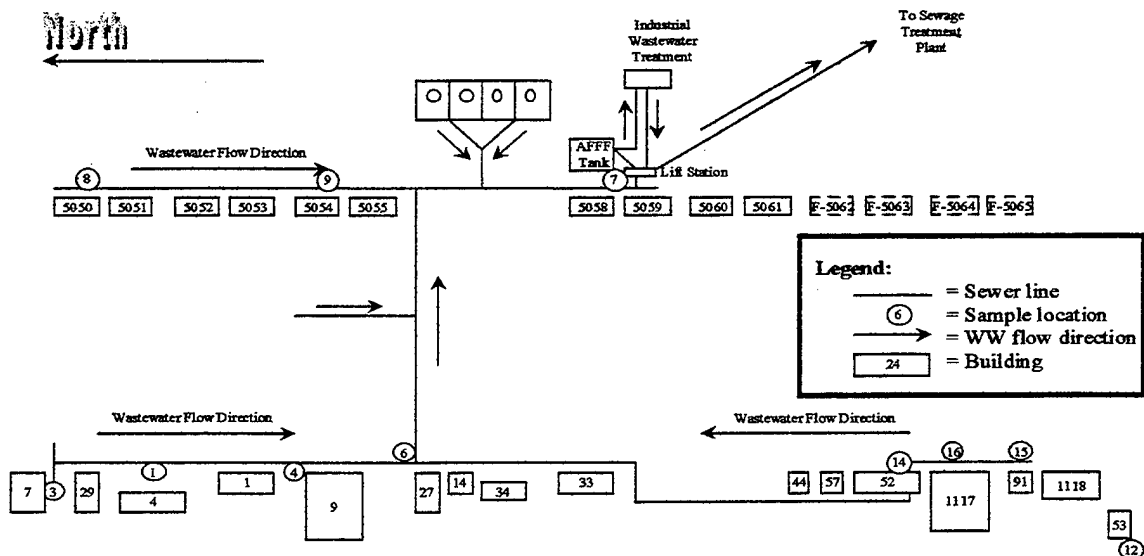 North
Industrial
Wastewater
Treatment
To Sewage
Treatment
Plant
O O O O
AFFF
Tank
Lift Station
Wastewater Flow Direction
8
9
7
5050 5051 5052 5053 5054 5055 5058 5059 5060 5061 F-5062 F-5063 F-5064 F-5065
Legend:
= Sewer line
6 = Sample location
= WW flow direction
24 = Building
Wastewater Flow Direction
Wastewater Flow Direction
6
3 1 4 14 16 15
7 29 4 1 9 27 14 34 33 44 57 52 1117 91 1118
53
12